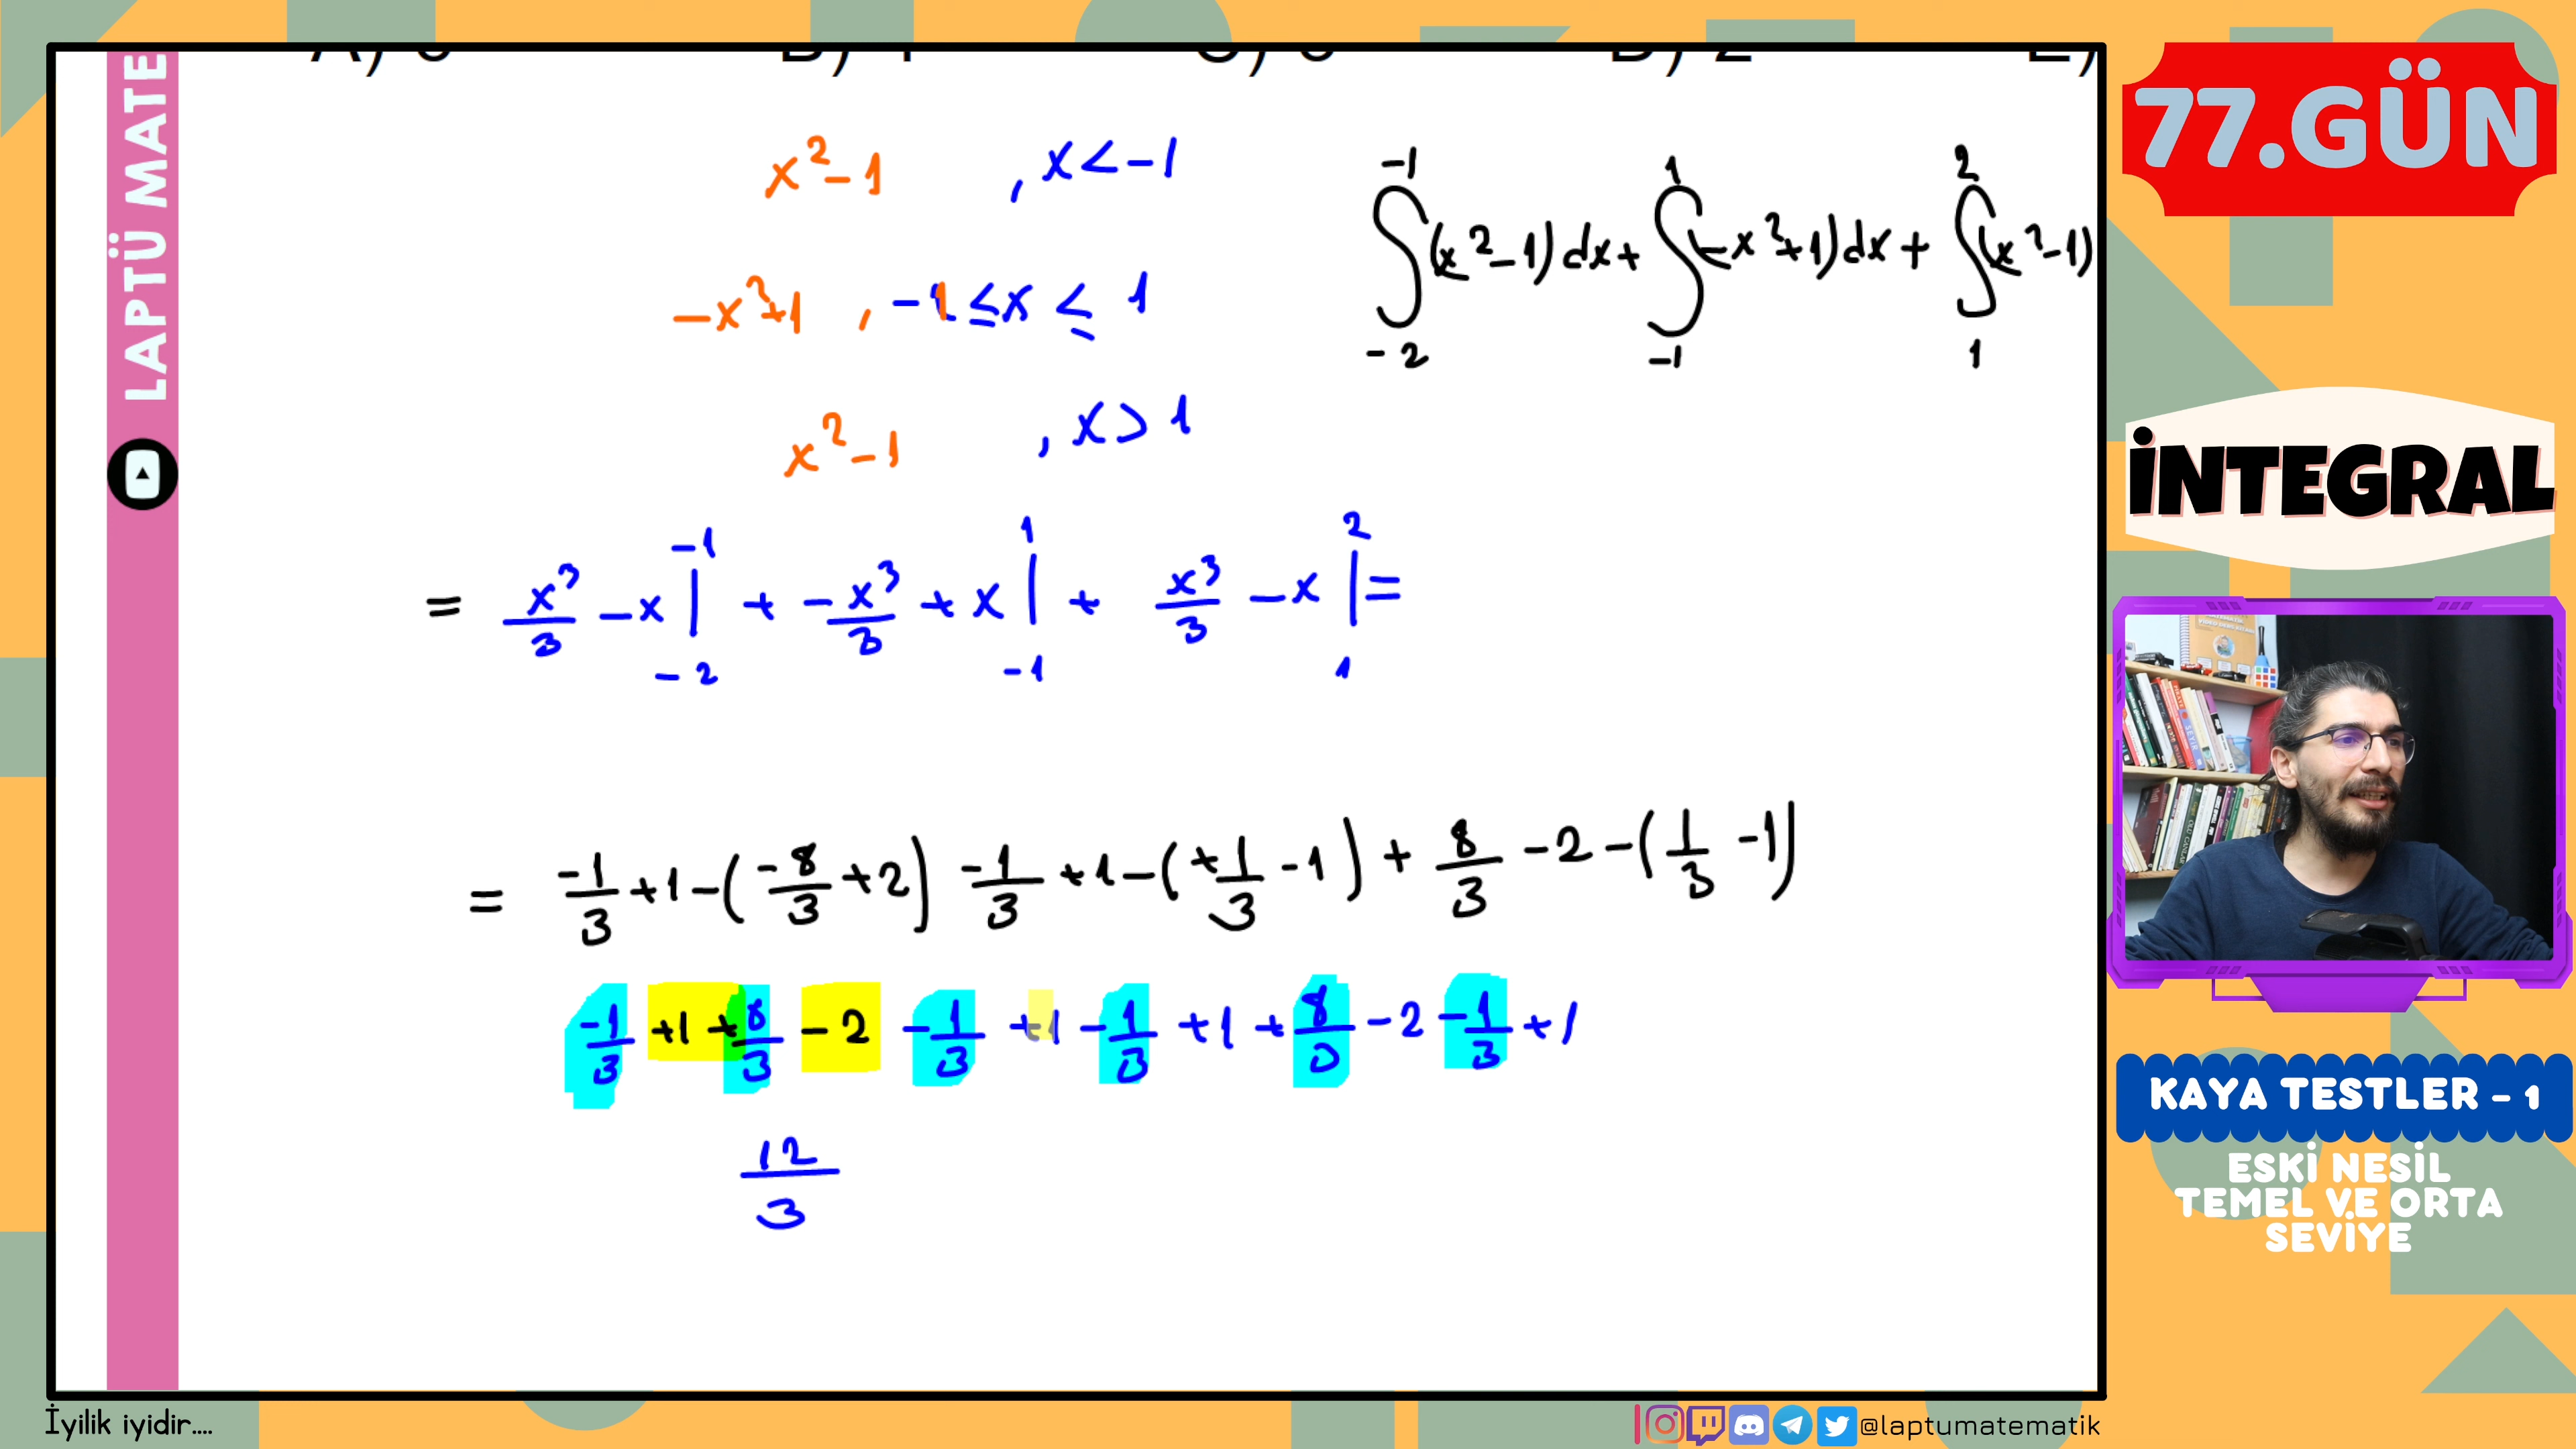 LAPTÜ MATE
x²-1 , x<-1
-x²+1 , -1≤x≤1
x²-1 , x>1
-1 1 2
∫(x²-1)dx+ ∫-x²+1)dx+ ∫(x²-1)
-2 -1 1
= x³/3 -x |₋₂⁻¹ + -x³/3 +x |₋₁¹ + x³/3 -x |₁² =
= -1/3 +1-(-8/3 +2) -1/3 +1-(+1/3 -1) + 8/3 -2-(1/3 -1)
-1/3 +1 +8/3 -2 -1/3 +1 -1/3 +1 + 8/3 -2 -1/3 +1
12/3
77.GÜN
İNTEGRAL
KAYA TESTLER - 1
ESKİ NESİL
TEMEL VE ORTA
SEVİYE
İyilik iyidir....
@laptumatematik